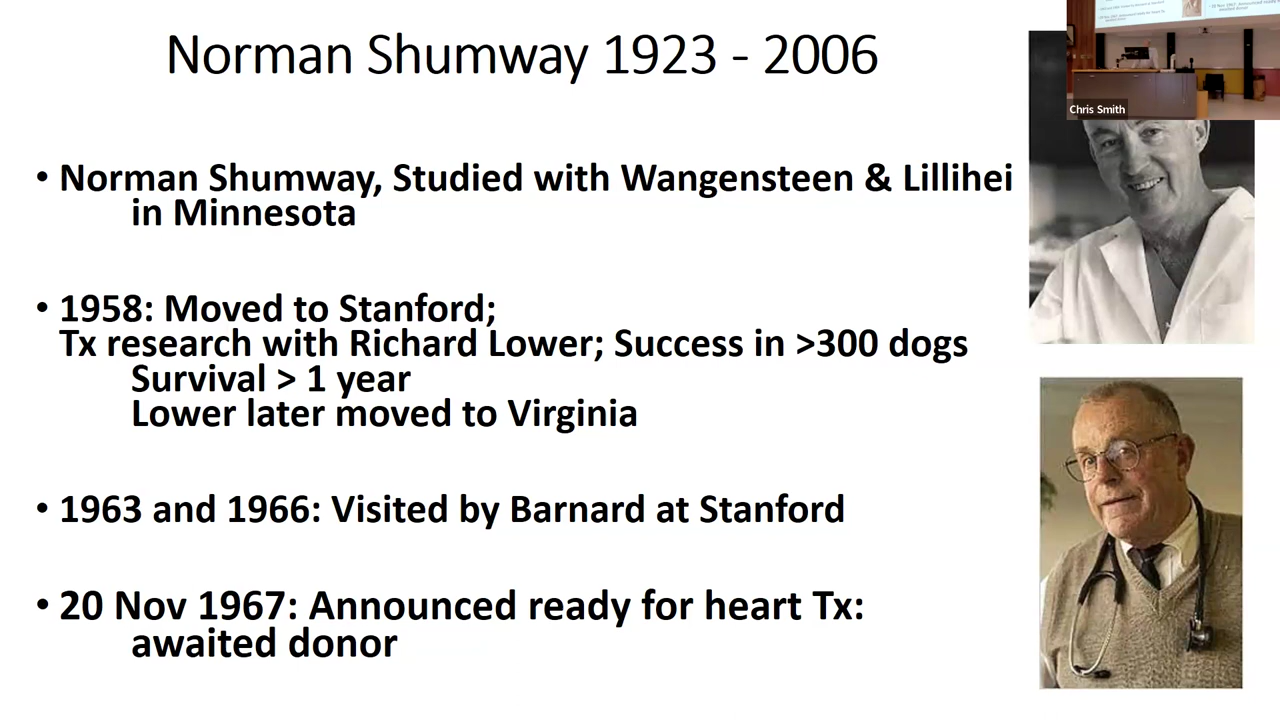 Norman Shumway 1923 - 2006
• Norman Shumway, Studied with Wangensteen & Lillihei
in Minnesota
• 1958: Moved to Stanford;
Tx research with Richard Lower; Success in >300 dogs
Survival > 1 year
Lower later moved to Virginia
• 1963 and 1966: Visited by Barnard at Stanford
• 20 Nov 1967: Announced ready for heart Tx:
awaited donor
Chris Smith